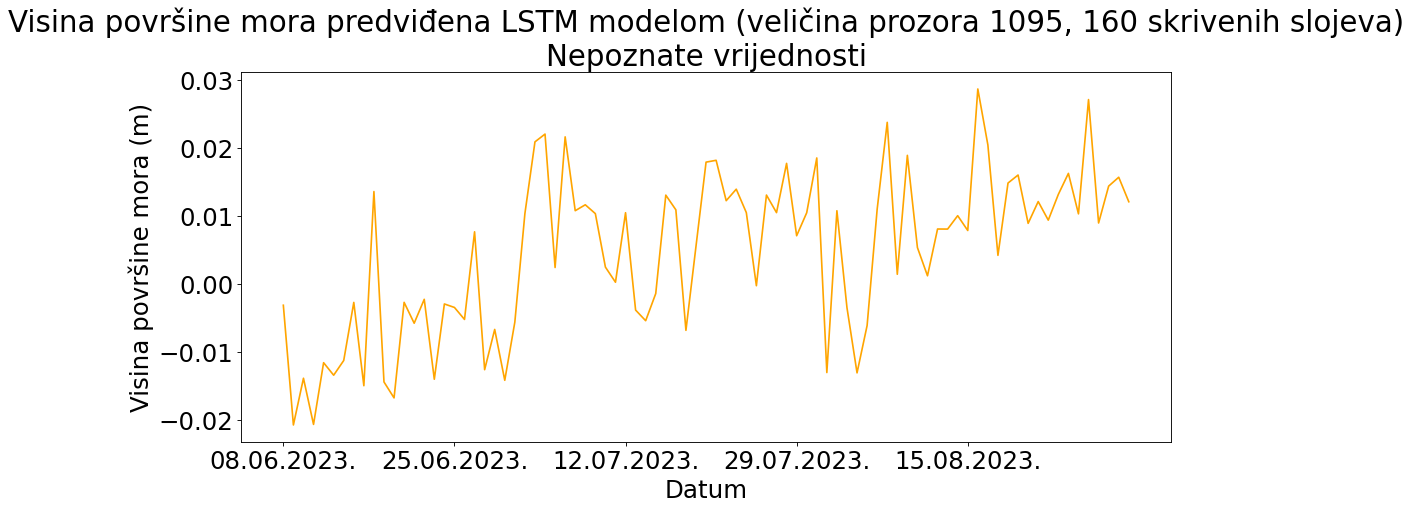 Visina površine mora predviđena LSTM modelom (veličina prozora 1095, 160 skrivenih slojeva)
Nepoznate vrijednosti
Visina površine mora (m)
0.03
0.02
0.01
0.00
−0.01
−0.02
08.06.2023. 25.06.2023. 12.07.2023. 29.07.2023. 15.08.2023.
Datum